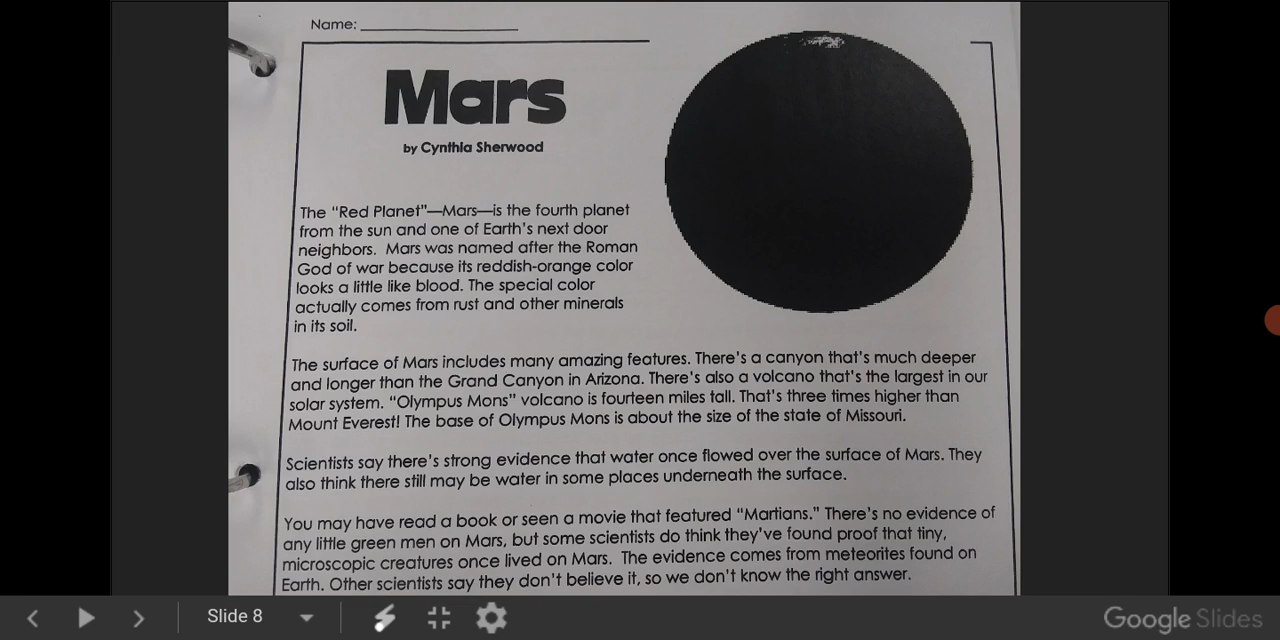 Name:
Mars
by Cynthia Sherwood
The "Red Planet"—Mars—is the fourth planet
from the sun and one of Earth's next door
neighbors.  Mars was named after the Roman
God of war because its reddish-orange color
looks a little like blood. The special color
actually comes from rust and other minerals
in its soil.
The surface of Mars includes many amazing features. There's a canyon that's much deeper
and longer than the Grand Canyon in Arizona. There's also a volcano that's the largest in our
solar system. "Olympus Mons" volcano is fourteen miles tall. That's three times higher than
Mount Everest! The base of Olympus Mons is about the size of the state of Missouri.
Scientists say there's strong evidence that water once flowed over the surface of Mars. They
also think there still may be water in some places underneath the surface.
You may have read a book or seen a movie that featured "Martians." There's no evidence of
any little green men on Mars, but some scientists do think they've found proof that tiny,
microscopic creatures once lived on Mars.  The evidence comes from meteorites found on
Earth. Other scientists say they don't believe it, so we don't know the right answer.
Slide 8
Google Slides